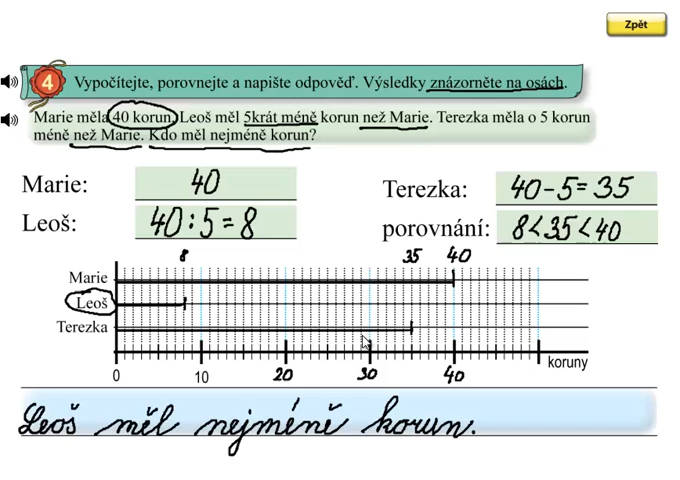 Zpět
4 Vypočítejte, porovnejte a napište odpověď. Výsledky znázorněte na osách.
Marie měla 40 korun. Leoš měl 5krát méně korun než Marie. Terezka měla o 5 korun
méně než Marie. Kdo měl nejméně korun?
Marie: 40
Terezka: 40-5=35
Leoš: 40:5=8
porovnání: 8<35<40
8 35 40
Marie
Leoš
Terezka
koruny
0 10 20 30 40
Leoš měl nejméně korun.